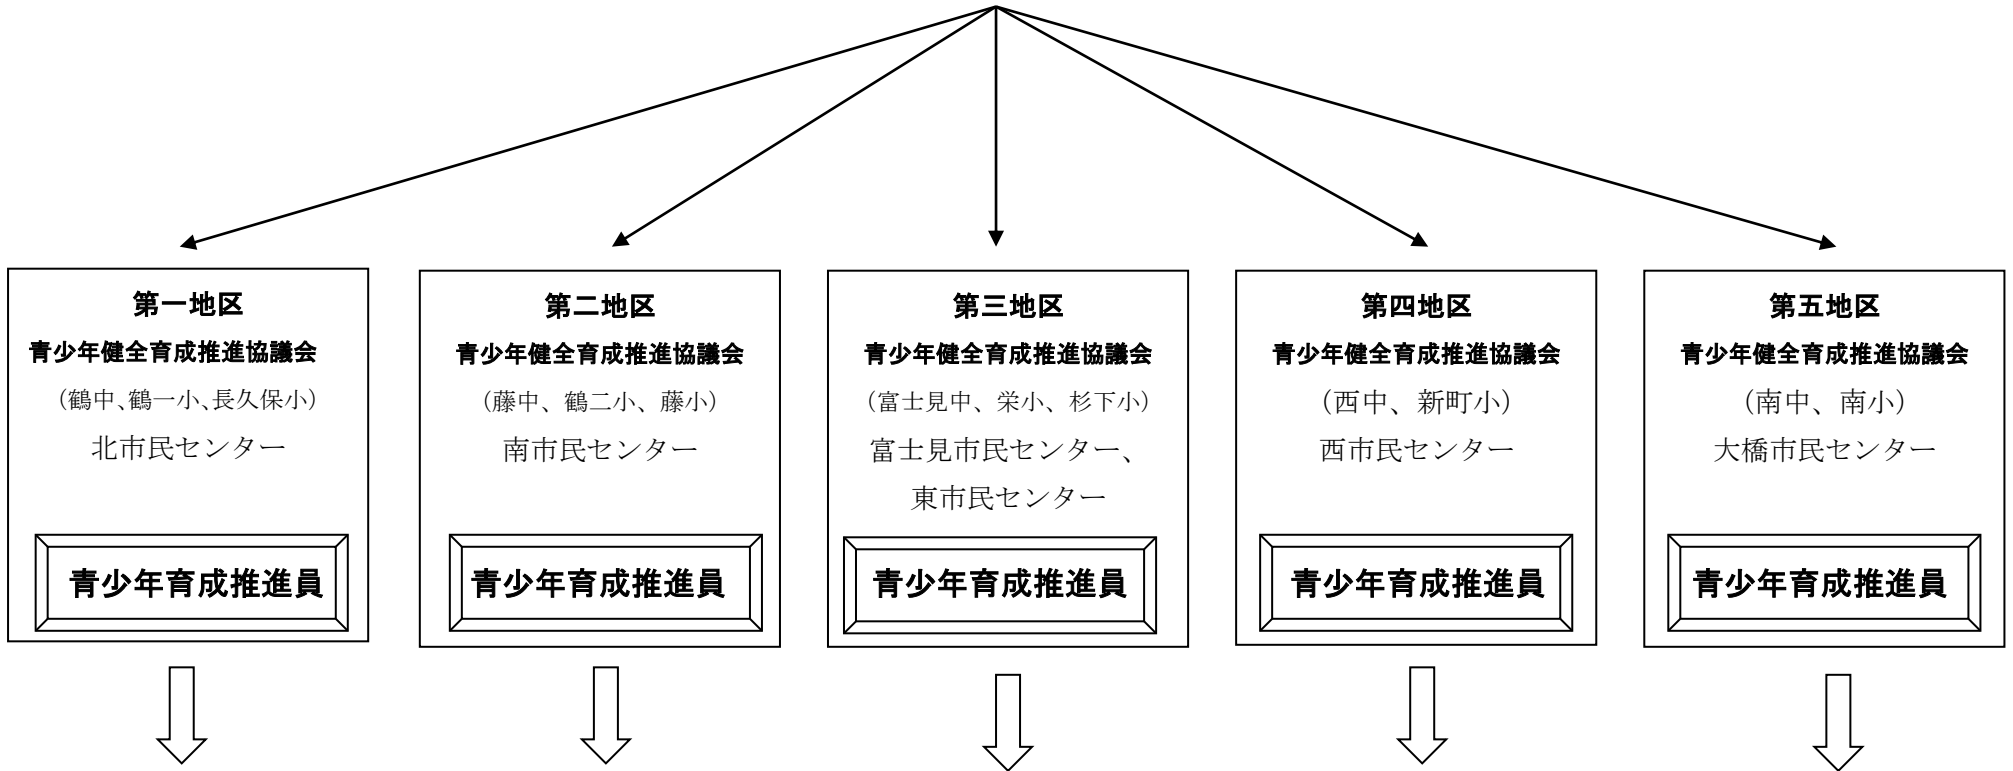 第一地区
青少年健全育成推進協議会
（鶴中、鶴一小、長久保小）
北市民センター
青少年育成推進員
第二地区
青少年健全育成推進協議会
（藤中、鶴二小、藤小）
南市民センター
青少年育成推進員
第三地区
青少年健全育成推進協議会
（富士見中、栄小、杉下小）
富士見市民センター、
東市民センター
青少年育成推進員
第四地区
青少年健全育成推進協議会
（西中、新町小）
西市民センター
青少年育成推進員
第五地区
青少年健全育成推進協議会
（南中、南小）
大橋市民センター
青少年育成推進員